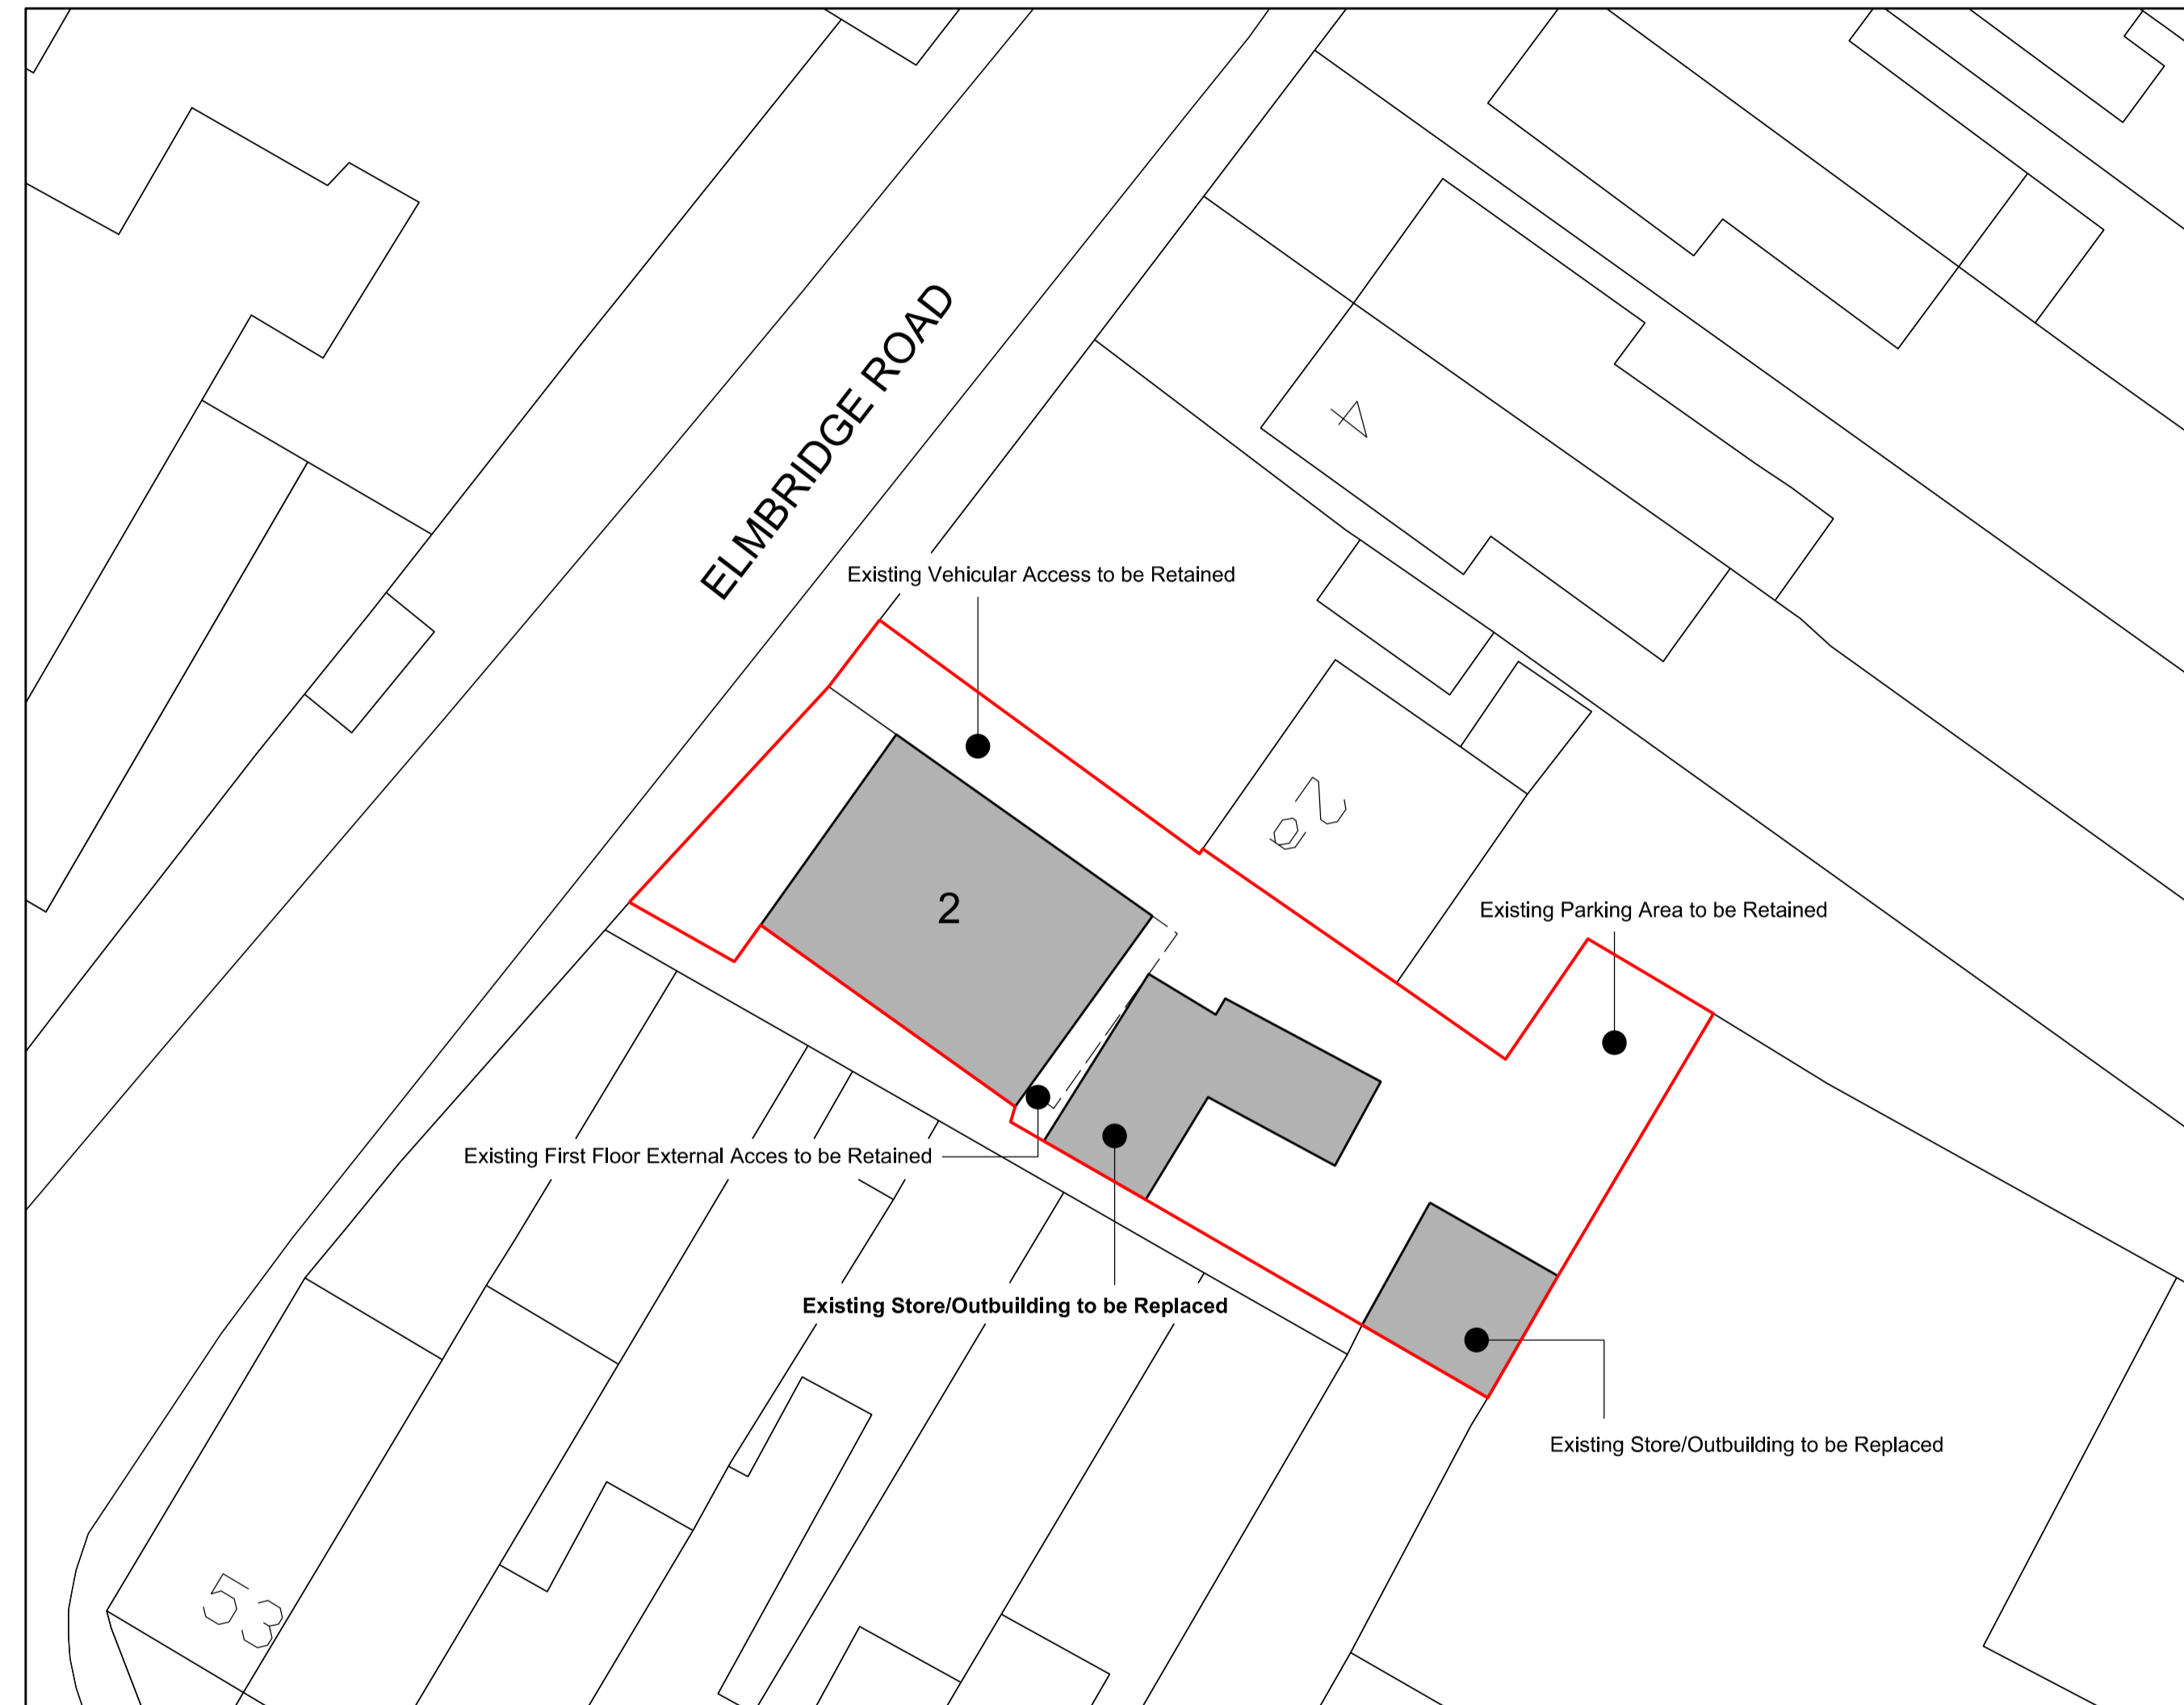 ELMBRIDGE ROAD
4
Existing Vehicular Access to be Retained
2a
2
Existing Parking Area to be Retained
Existing First Floor External Acces to be Retained
Existing Store/Outbuilding to be Replaced
Existing Store/Outbuilding to be Replaced
53